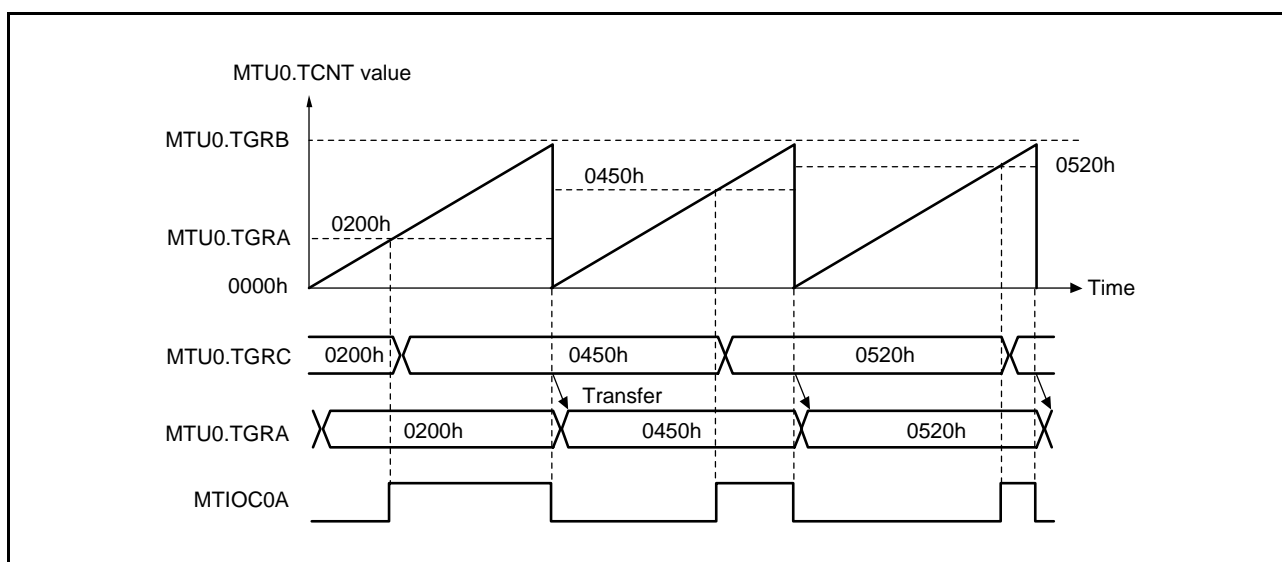 MTU0.TCNT value
MTU0.TGRB
0520h
0450h
0200h
MTU0.TGRA
0000h
Time
MTU0.TGRC 0200h 0450h 0520h
Transfer
MTU0.TGRA 0200h 0450h 0520h
MTIOC0A